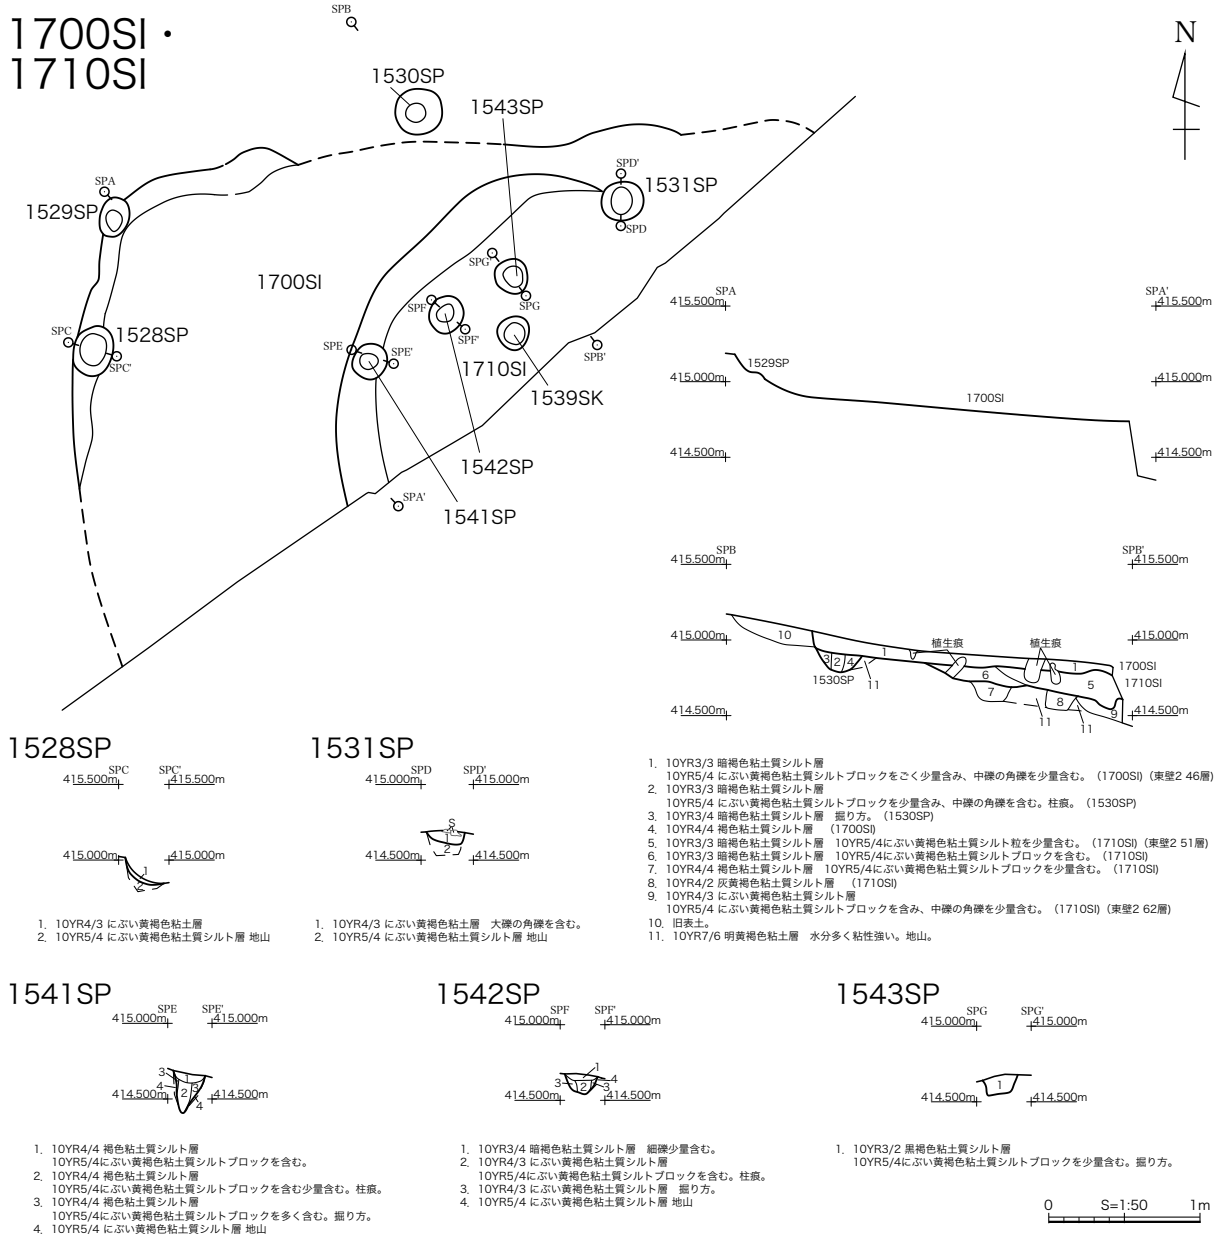 1700SI・
1710SI
SPB
N
1530SP
1543SP
SPD'
1531SP
SPA
1529SP
SPD
SPG'
1700SI
SPG
SPF
SPC
1528SP
SPF'
SPE
SPE'
SPB'
SPC'
1710SI
1539SK
1542SP
SPA'
1541SP
SPA
SPA'
415.500m
415.500m
1529SP
415.000m
415.000m
1700SI
414.500m
414.500m
SPB
SPB'
415.500m
415.500m
415.000m
415.000m
10
植生痕
植生痕
1
3
2
4
1
1700SI
1530SP
11
6
5
1710SI
7
8
9
414.500m
414.500m
11
11
1528SP
SPC
SPC'
415.500m
415.500m
415.000m
415.000m
1
2
1. 10YR4/3 にぶい黄褐色粘土層
2. 10YR5/4 にぶい黄褐色粘土質シルト層 地山
1531SP
SPD
SPD'
415.000m
415.000m
S
1
2
414.500m
414.500m
1. 10YR4/3 にぶい黄褐色粘土層　大礫の角礫を含む。
2. 10YR5/4 にぶい黄褐色粘土質シルト層 地山
1. 10YR3/3 暗褐色粘土質シルト層
10YR5/4 にぶい黄褐色粘土質シルトブロックをごく少量含み、中礫の角礫を少量含む。（1700SI)（東壁2 46層)
2. 10YR3/3 暗褐色粘土質シルト層
10YR5/4 にぶい黄褐色粘土質シルトブロックを少量含み、中礫の角礫を含む。柱痕。（1530SP)
3. 10YR3/4 暗褐色粘土質シルト層　掘り方。（1530SP)
4. 10YR4/4 褐色粘土質シルト層　（1700SI)
5. 10YR3/3 暗褐色粘土質シルト層　10YR5/4にぶい黄褐色粘土質シルト粒を少量含む。（1710SI)（東壁2 51層)
6. 10YR3/3 暗褐色粘土質シルト層　10YR5/4にぶい黄褐色粘土質シルトブロックを含む。（1710SI)
7. 10YR4/4 褐色粘土質シルト層　10YR5/4にぶい黄褐色粘土質シルトブロックを少量含む。（1710SI)
8. 10YR4/2 灰黄褐色粘土質シルト層　（1710SI)
9. 10YR4/3 にぶい黄褐色粘土質シルト層
10YR5/4 にぶい黄褐色粘土質シルトブロックを含み、中礫の角礫を少量含む。（1710SI)（東壁2 62層)
10. 旧表土。
11. 10YR7/6 明黄褐色粘土層　水分多く粘性強い。地山。
1541SP
SPE
SPE'
415.000m
415.000m
3
1
4
2
3
4
414.500m
414.500m
1. 10YR4/4 褐色粘土質シルト層
10YR5/4にぶい黄褐色粘土質シルトブロックを含む。
2. 10YR4/4 褐色粘土質シルト層
10YR5/4にぶい黄褐色粘土質シルトブロックを含む少量含む。柱痕。
3. 10YR4/4 褐色粘土質シルト層
10YR5/4にぶい黄褐色粘土質シルトブロックを多く含む。掘り方。
4. 10YR5/4 にぶい黄褐色粘土質シルト層 地山
1542SP
SPF
SPF'
415.000m
415.000m
1
3
2
3
4
414.500m
414.500m
1. 10YR3/4 暗褐色粘土質シルト層　細礫少量含む。
2. 10YR4/3 にぶい黄褐色粘土質シルト層
10YR5/4にぶい黄褐色粘土質シルトブロックを含む。柱痕。
3. 10YR4/3 にぶい黄褐色粘土質シルト層　掘り方。
4. 10YR5/4 にぶい黄褐色粘土質シルト層 地山
1543SP
SPG
SPG'
415.000m
415.000m
1
414.500m
414.500m
1. 10YR3/2 黒褐色粘土質シルト層
10YR5/4にぶい黄褐色粘土質シルトブロックを少量含む。掘り方。
0 S=1:50 1m